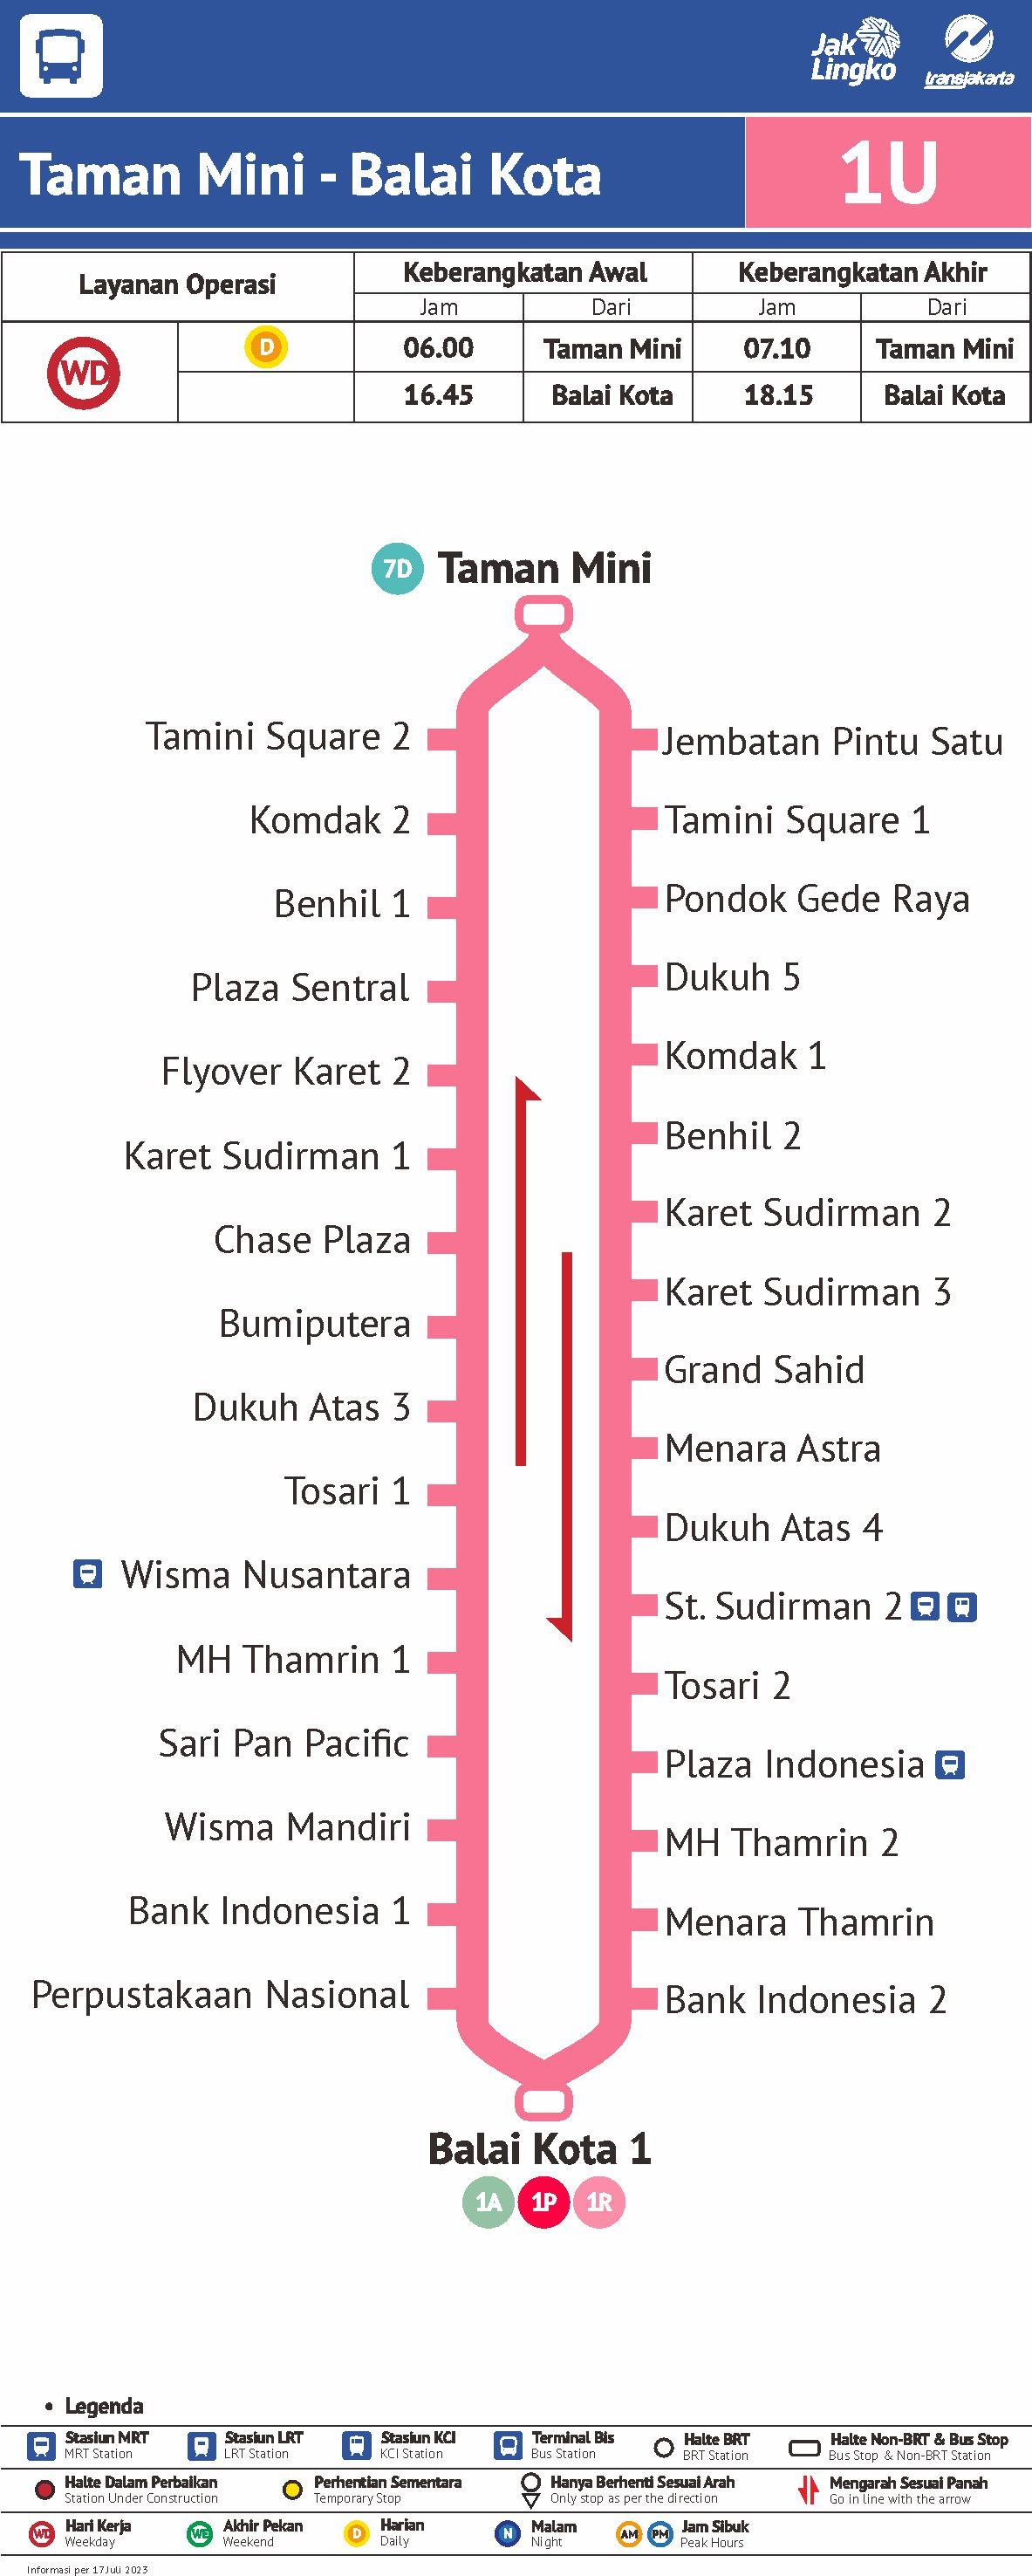 Jak
Lingko
transjakarta
Taman Mini - Balai Kota
1U
Layanan Operasi
Keberangkatan Awal
Keberangkatan Akhir
Jam
Dari
Jam
Dari
WD
D
06.00
Taman Mini
07.10
Taman Mini
16.45
Balai Kota
18.15
Balai Kota
7D
Taman Mini
Tamini Square 2
Komdak 2
Benhil 1
Plaza Sentral
Flyover Karet 2
Karet Sudirman 1
Chase Plaza
Bumiputera
Dukuh Atas 3
Tosari 1
Wisma Nusantara
MH Thamrin 1
Sari Pan Pacific
Wisma Mandiri
Bank Indonesia 1
Perpustakaan Nasional
Jembatan Pintu Satu
Tamini Square 1
Pondok Gede Raya
Dukuh 5
Komdak 1
Benhil 2
Karet Sudirman 2
Karet Sudirman 3
Grand Sahid
Menara Astra
Dukuh Atas 4
St. Sudirman 2
Tosari 2
Plaza Indonesia
MH Thamrin 2
Menara Thamrin
Bank Indonesia 2
Balai Kota 1
1A
1P
1R
• Legenda
Stasiun MRT
MRT Station
Stasiun LRT
LRT Station
Stasiun KCI
KCI Station
Terminal Bis
Bus Station
Halte BRT
BRT Station
Halte Non-BRT & Bus Stop
Bus Stop & Non-BRT Station
Halte Dalam Perbaikan
Station Under Construction
Perhentian Sementara
Temporary Stop
Hanya Berhenti Sesuai Arah
Only stop as per the direction
Mengarah Sesuai Panah
Go in line with the arrow
WD
Hari Kerja
Weekday
WE
Akhir Pekan
Weekend
D
Harian
Daily
N
Malam
Night
AM
PM
Jam Sibuk
Peak Hours
Informasi per 17 Juli 2023